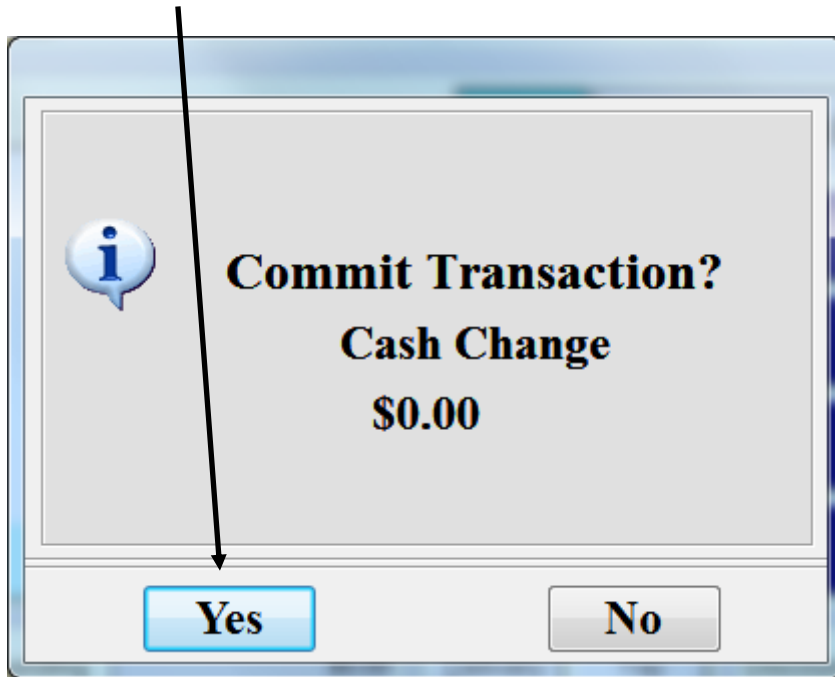 Commit Transaction?
Cash Change
$0.00
Yes
No